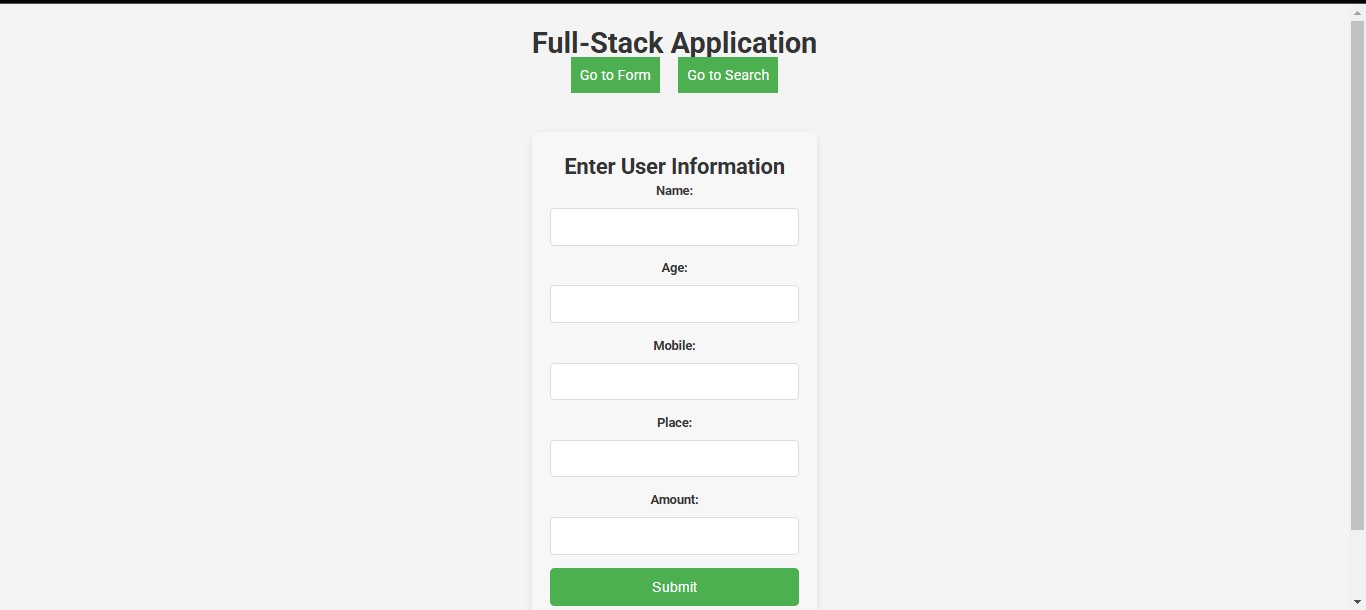 Full-Stack Application
Go to Form Go to Search
Enter User Information
Name:
Age:
Mobile:
Place:
Amount:
Submit